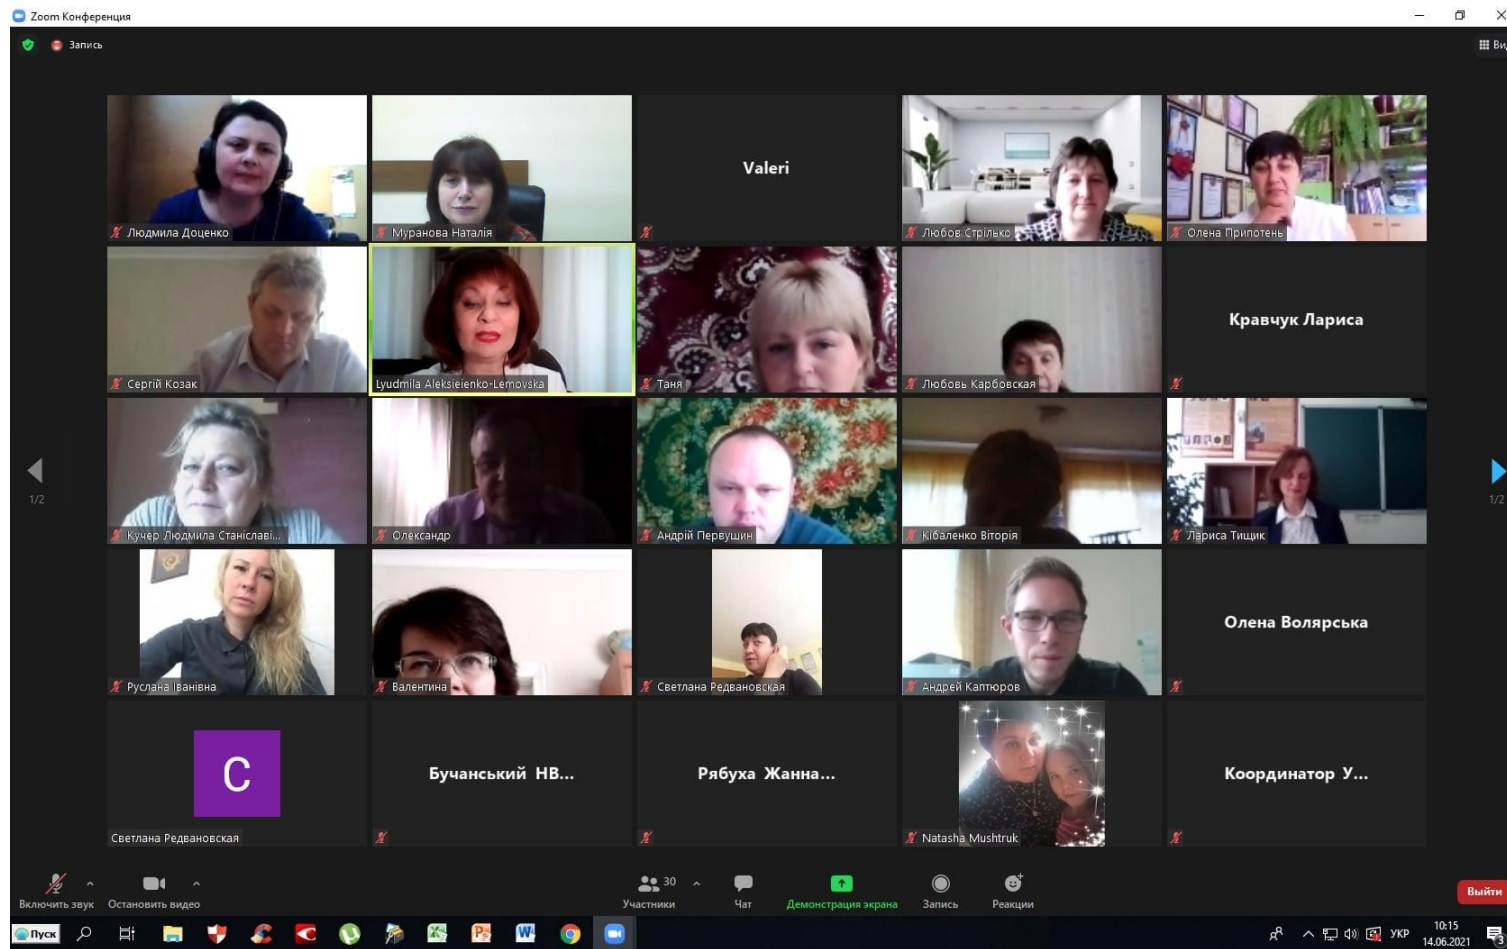 Zoom Конференция
Запись
Ви
Людмила Доценко
Муранова Наталія
Valeri
Любов Стрілько
Олена Припотень
Сергій Козак
Lyudmila Aleksieienko-Lemovska
Таня
Любовь Карбовская
Кравчук Лариса
Кучер Людмила Станіславі...
Олександр
Андрій Первушин
Кібаленко Віторія
Лариса Тищик
1/2
1/2
Руслана Іванівна
Валентина
Светлана Редвановская
Андрей Каптюров
Олена Волярська
С
Светлана Редвановская
Бучанський НВ...
Рябуха Жанна...
Natasha Mushtruk
Координатор У...
Включить звук
Остановить видео
30
Участники
Чат
Демонстрация экрана
Запись
Реакции
Выйти
Пуск
УКР
10:15
14.06.2021